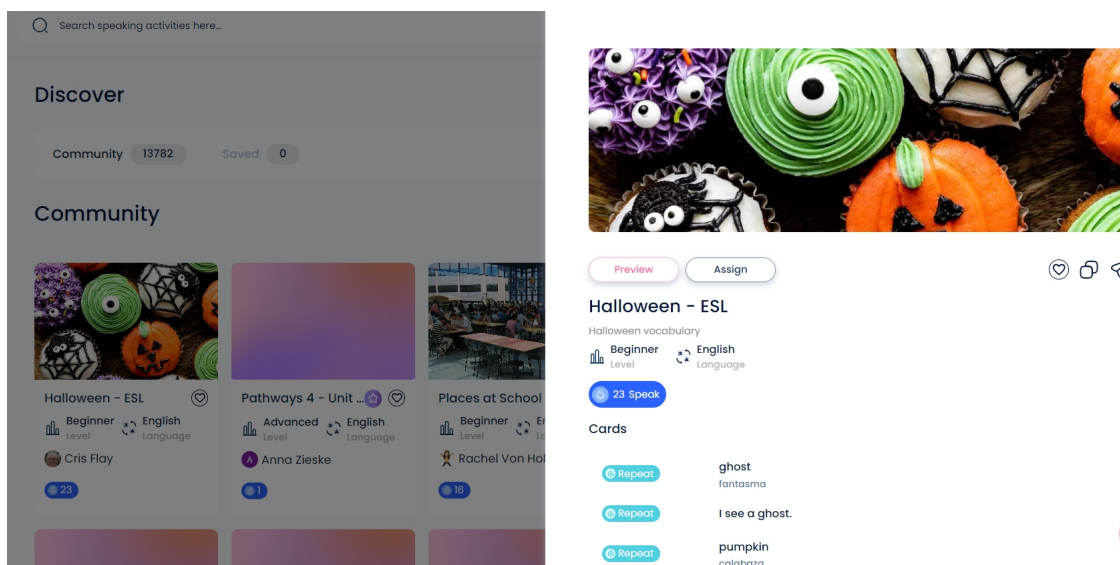 Search speaking activities here...
Discover
Community 13782 Saved 0
Community
Halloween - ESL
Beginner English
Level Language
Cris Flay
23
Pathways 4 - Unit ...
Advanced English
Level Language
A Anna Zieske
1
Places at School
Beginner
Level
Rachel Von
16
Preview Assign
Halloween - ESL
Halloween vocabulary
Beginner English
Level Language
23 Speak
Cards
Repeat ghost
fantasma
Repeat I see a ghost.
Repeat pumpkin
calabaza